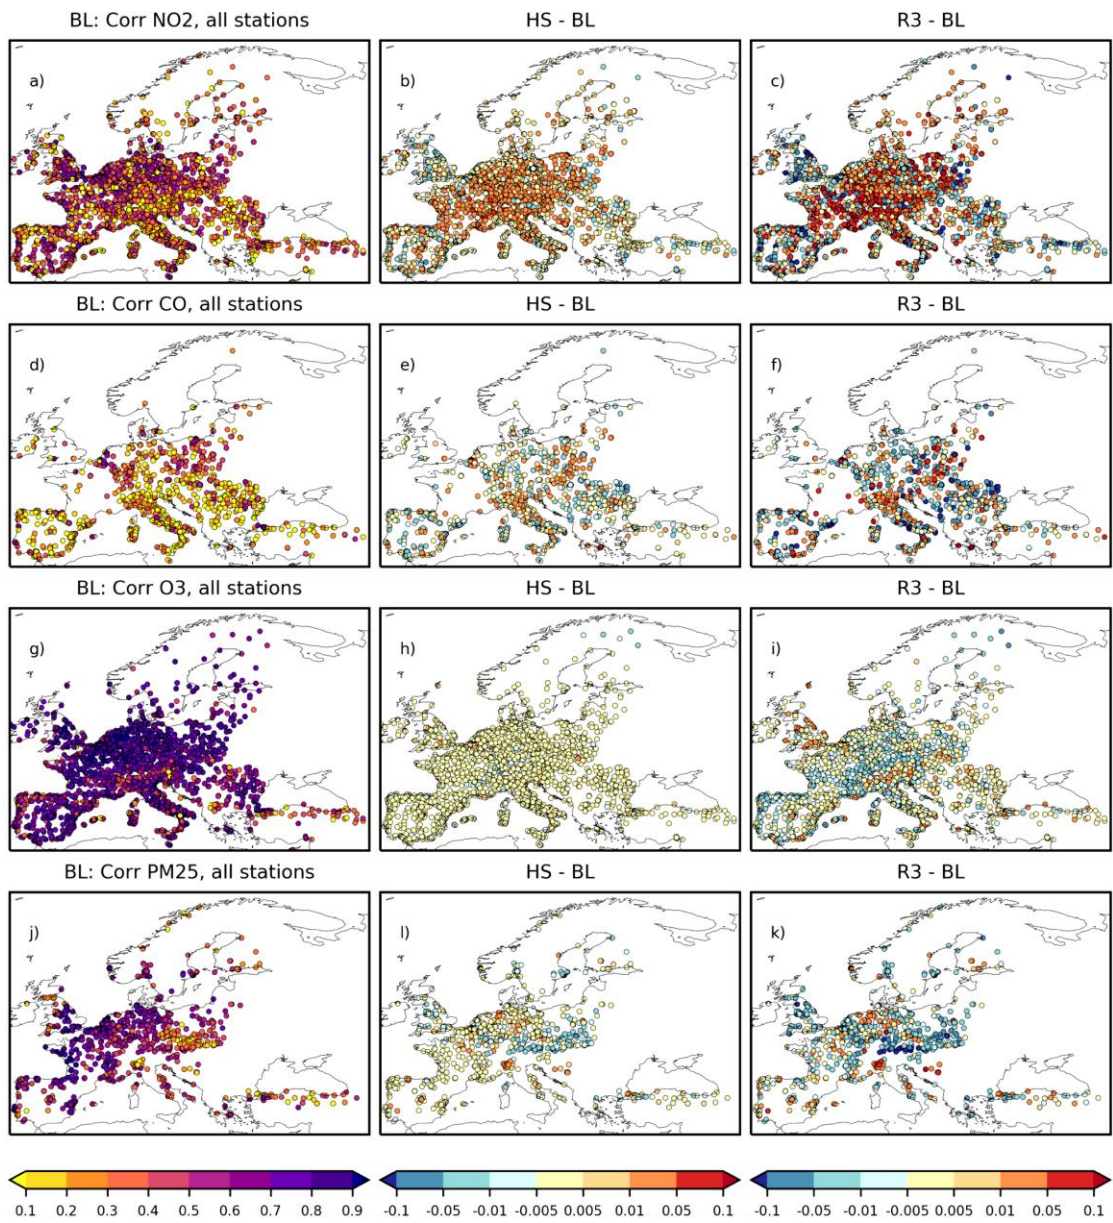 BL: Corr NO2, all stations HS - BL R3 - BL
a) b) c)
BL: Corr CO, all stations HS - BL R3 - BL
d) e) f)
BL: Corr O3, all stations HS - BL R3 - BL
g) h) i)
BL: Corr PM25, all stations HS - BL R3 - BL
j) l) k)
0.1 0.2 0.3 0.4 0.5 0.6 0.7 0.8 0.9 -0.1 -0.05 -0.01 -0.005 0.005 0.01 0.05 0.1 -0.1 -0.05 -0.01 -0.005 0.005 0.01 0.05 0.1